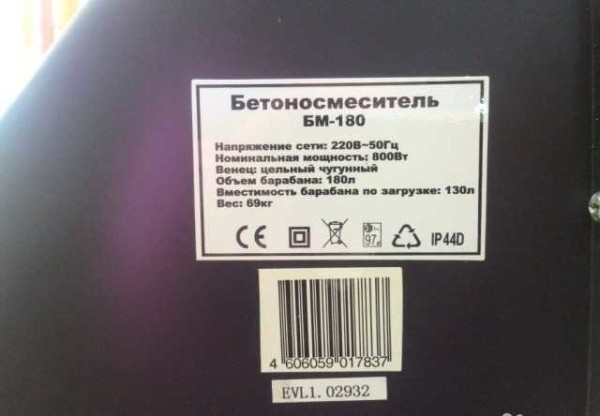 Бетоносмеситель
БМ-180
Напряжение сети: 220В~50Гц
Номинальная мощность: 800Вт
Венец: цельный чугунный
Объем барабана: 180л
Вместимость барабана по загрузке: 130л
Вес: 69кг
CE
97
IP44D
4 606059 017837
EVL1. 02932